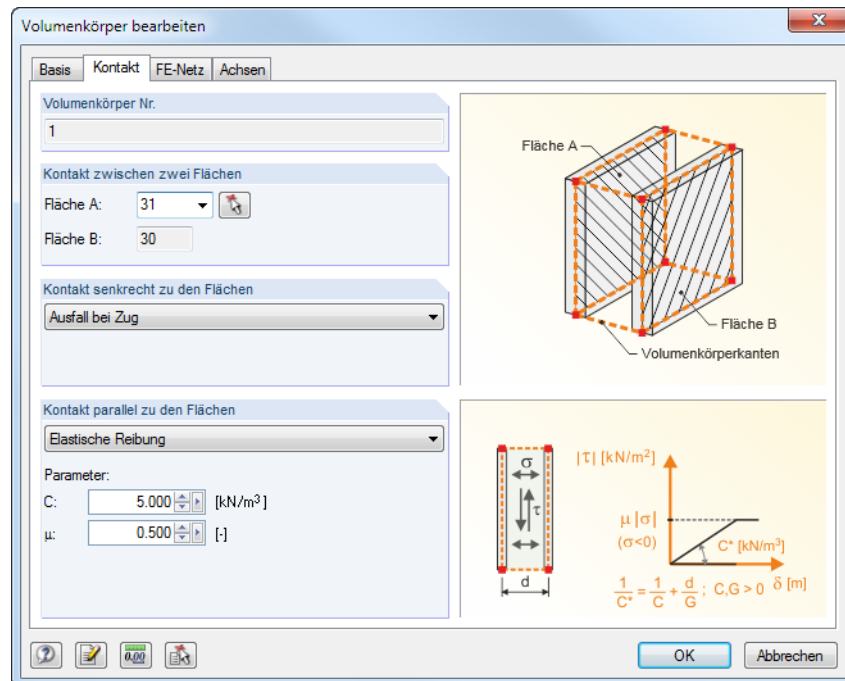 Volumenkörper bearbeiten
Basis Kontakt FE-Netz Achsen
Volumenkörper Nr.
1
Kontakt zwischen zwei Flächen
Fläche A: 31
Fläche B: 30
Kontakt senkrecht zu den Flächen
Ausfall bei Zug
Fläche A
Fläche B
Volumenkörperkanten
Kontakt parallel zu den Flächen
Elastische Reibung
Parameter:
C: 5.000 [kN/m³]
µ: 0.500 [-]
σ
τ
d
|τ| [kN/m²]
µ |σ|
(σ<0)
C* [kN/m³]
δ [m]
1/C* = 1/C + d/G ; C,G > 0
0.00
OK Abbrechen